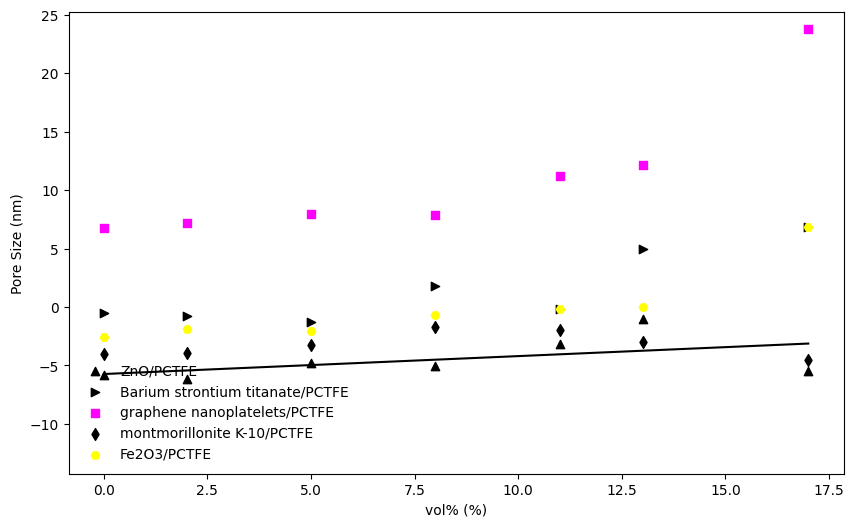 25
20
15
10
5
0
−5
−10
Pore Size (nm)
ZnO/PCTFE
Barium strontium titanate/PCTFE
graphene nanoplatelets/PCTFE
montmorillonite K-10/PCTFE
Fe2O3/PCTFE
0.0 2.5 5.0 7.5 10.0 12.5 15.0 17.5
vol% (%)